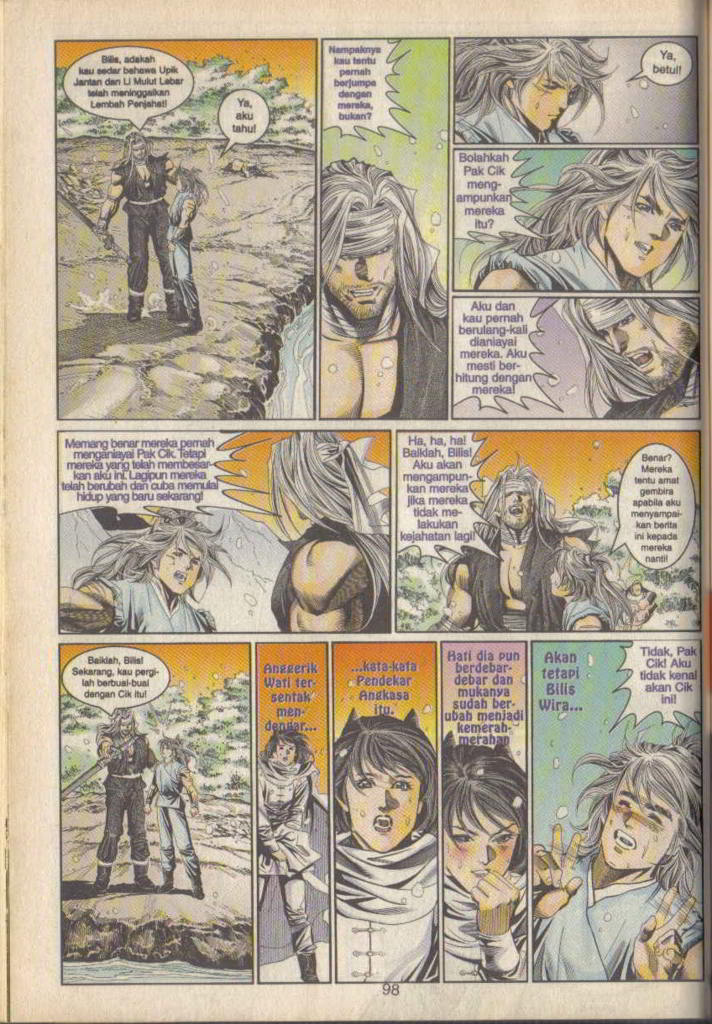 Bilis, adakah
kau sedar bahawa Upik
Jantan dan Li Mulut Lebar
telah meninggalkan
Lembah Penjahat!
Ya,
aku
tahu!
Nampaknya
kau tentu
pernah
berjumpa
dengan
mereka,
bukan?
Ya,
betul!
Bolahkah
Pak Cik
meng-
ampunkan
mereka
itu?
Aku dan
kau pernah
berulang-kali
dianiayai
mereka. Aku
mesti ber-
hitung dengan
mereka!
Memang benar mereka pernah
menganiayai Pak Cik. Tetapi
mereka yang telah membesar-
kan aku ini. Lagipun mereka
telah berubah dan cuba memulai
hidup yang baru sekarang!
Ha, ha, ha!
Baiklah, Bilis!
Aku akan
mengampun-
kan mereka
jika mereka
tidak me-
lakukan
kejahatan lagi!
Benar?
Mereka
tentu amat
gembira
apabila aku
menyampai-
kan berita
ini kepada
mereka
nanti!
Baiklah, Bilis!
Sekarang, kau pergi-
lah berbual-bual
dengan Cik itu!
Anggerik
Wati ter-
sentak
men-
dengar...
...kata-kata
Pendekar
Angkasa
itu.
Hati dia pun
berdebar-
debar dan
mukanya
sudah ber-
ubah menjadi
kemerah-
merahan
Akan
tetapi
Bilis
Wira...
Tidak, Pak
Cik! Aku
tidak kenal
akan Cik
ini!
98